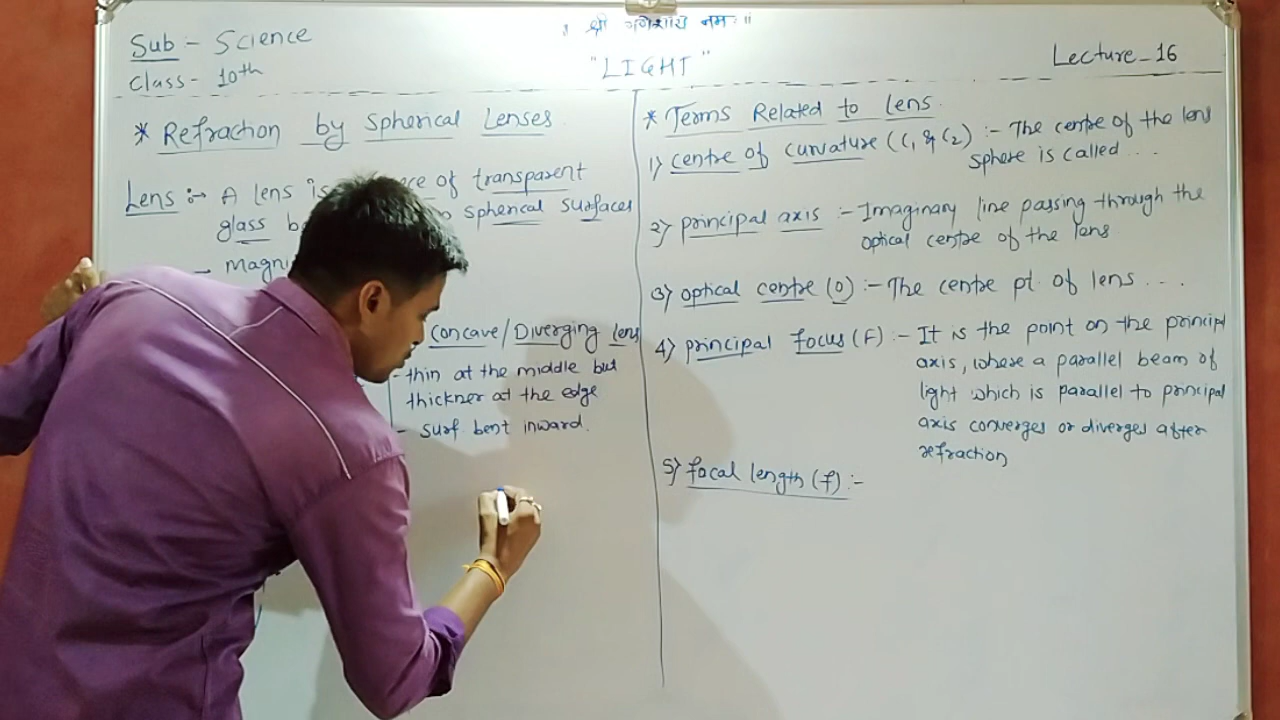 ॥ श्री गणेशाय नमः ॥
Sub - Science
Class - 10th
"LIGHT"
Lecture - 16
* Refraction by Spherical Lenses
Lens :- A lens is of transparent
glass spherical surfaces
→
Concave/Diverging lens
- thin at the middle but
thickner at the edge
- surf bent inward.
* Terms Related to Lens.
1) centre of curvature (C₁ & C₂) :- The centre of the lens
sphere is called ...
2) principal axis :- Imaginary line passing through the
optical centre of the lens
3) optical centre (O) :- The centre pt. of lens ...
4) principal focus (F) :- It is the point on the principl
axis, where a parallel beam of
light which is parallel to principal
axis converges or diverges after
refraction
5) focal length (f) :-